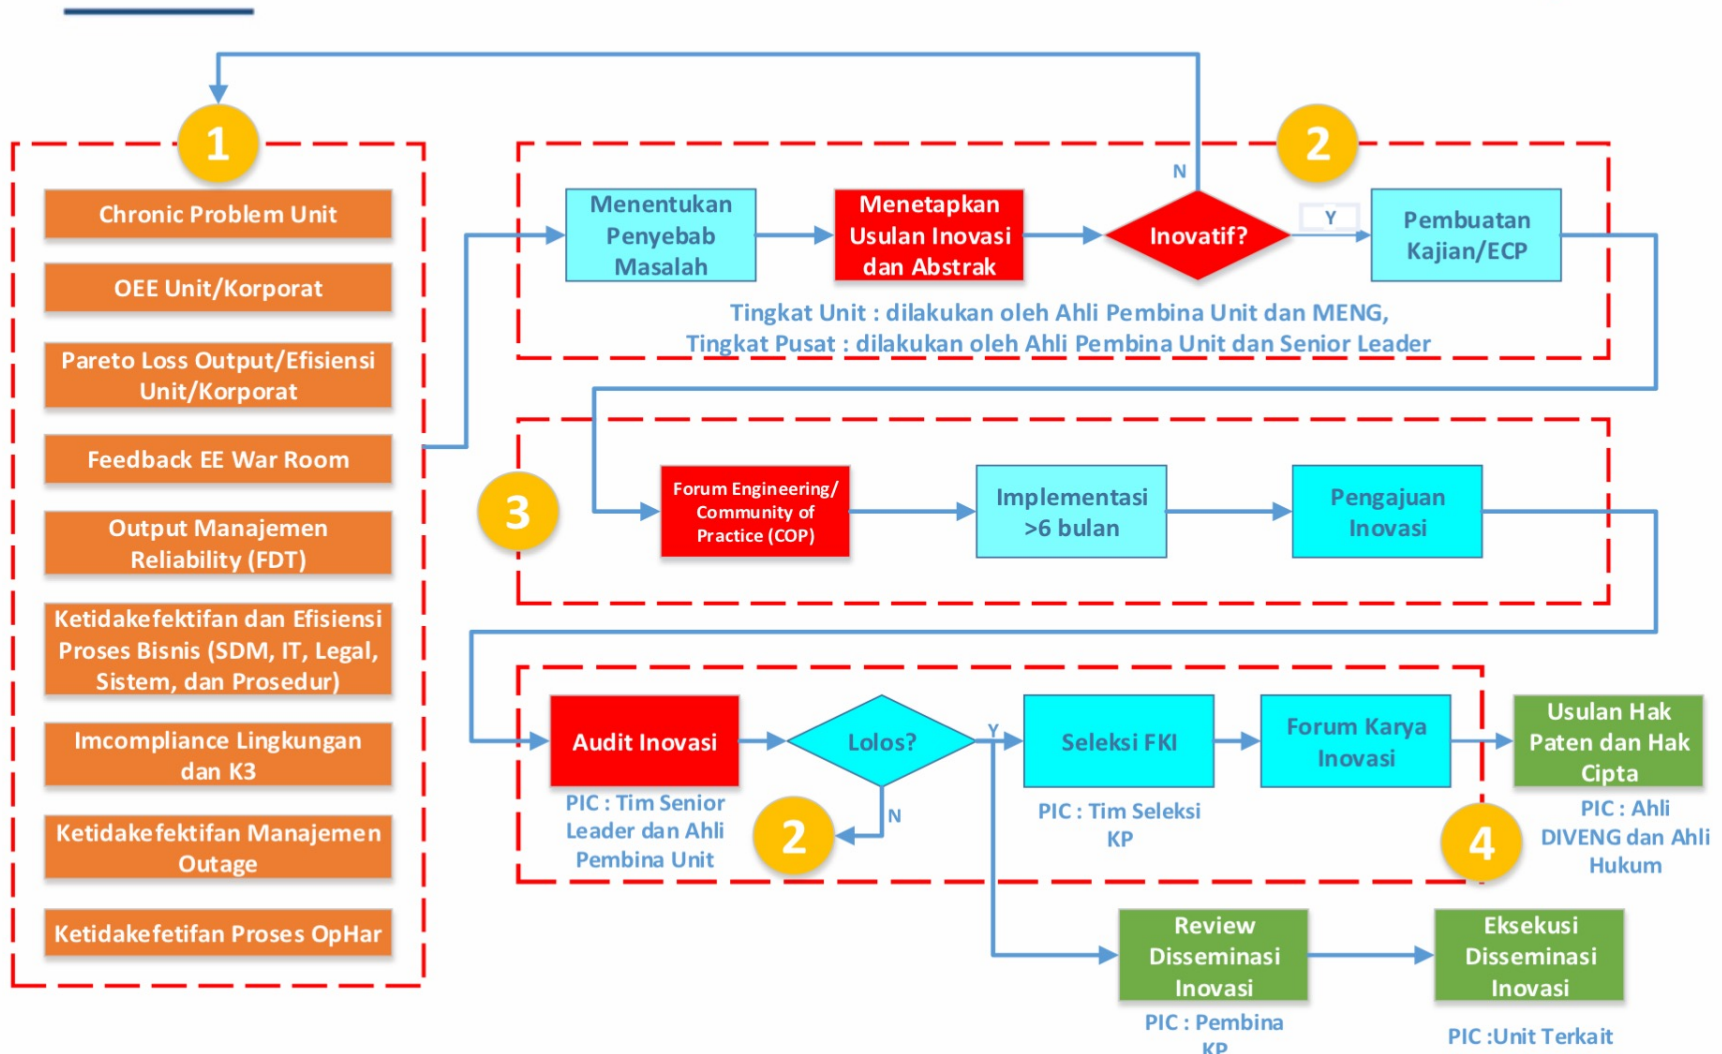 1
Chronic Problem Unit
OEE Unit/Korporat
Pareto Loss Output/Efisiensi
Unit/Korporat
Feedback EE War Room
Output Manajemen
Reliability (FDT)
Ketidakefektifan dan Efisiensi
Proses Bisnis (SDM, IT, Legal,
Sistem, dan Prosedur)
Imcompliance Lingkungan
dan K3
Ketidakefektifan Manajemen
Outage
Ketidakefetifan Proses OpHar
2
Menentukan
Penyebab
Masalah
Menetapkan
Usulan Inovasi
dan Abstrak
Inovatif?
N
Y
Pembuatan
Kajian/ECP
Tingkat Unit : dilakukan oleh Ahli Pembina Unit dan MENG,
Tingkat Pusat : dilakukan oleh Ahli Pembina Unit dan Senior Leader
3
Forum Engineering/
Community of
Practice (COP)
Implementasi
>6 bulan
Pengajuan
Inovasi
Audit Inovasi
PIC : Tim Senior
Leader dan Ahli
Pembina Unit
Lolos?
Y
N
2
Seleksi FKI
PIC : Tim Seleksi
KP
Forum Karya
Inovasi
4
Usulan Hak
Paten dan Hak
Cipta
PIC : Ahli
DIVENG dan Ahli
Hukum
Review
Disseminasi
Inovasi
PIC : Pembina
KP
Eksekusi
Disseminasi
Inovasi
PIC :Unit Terkait